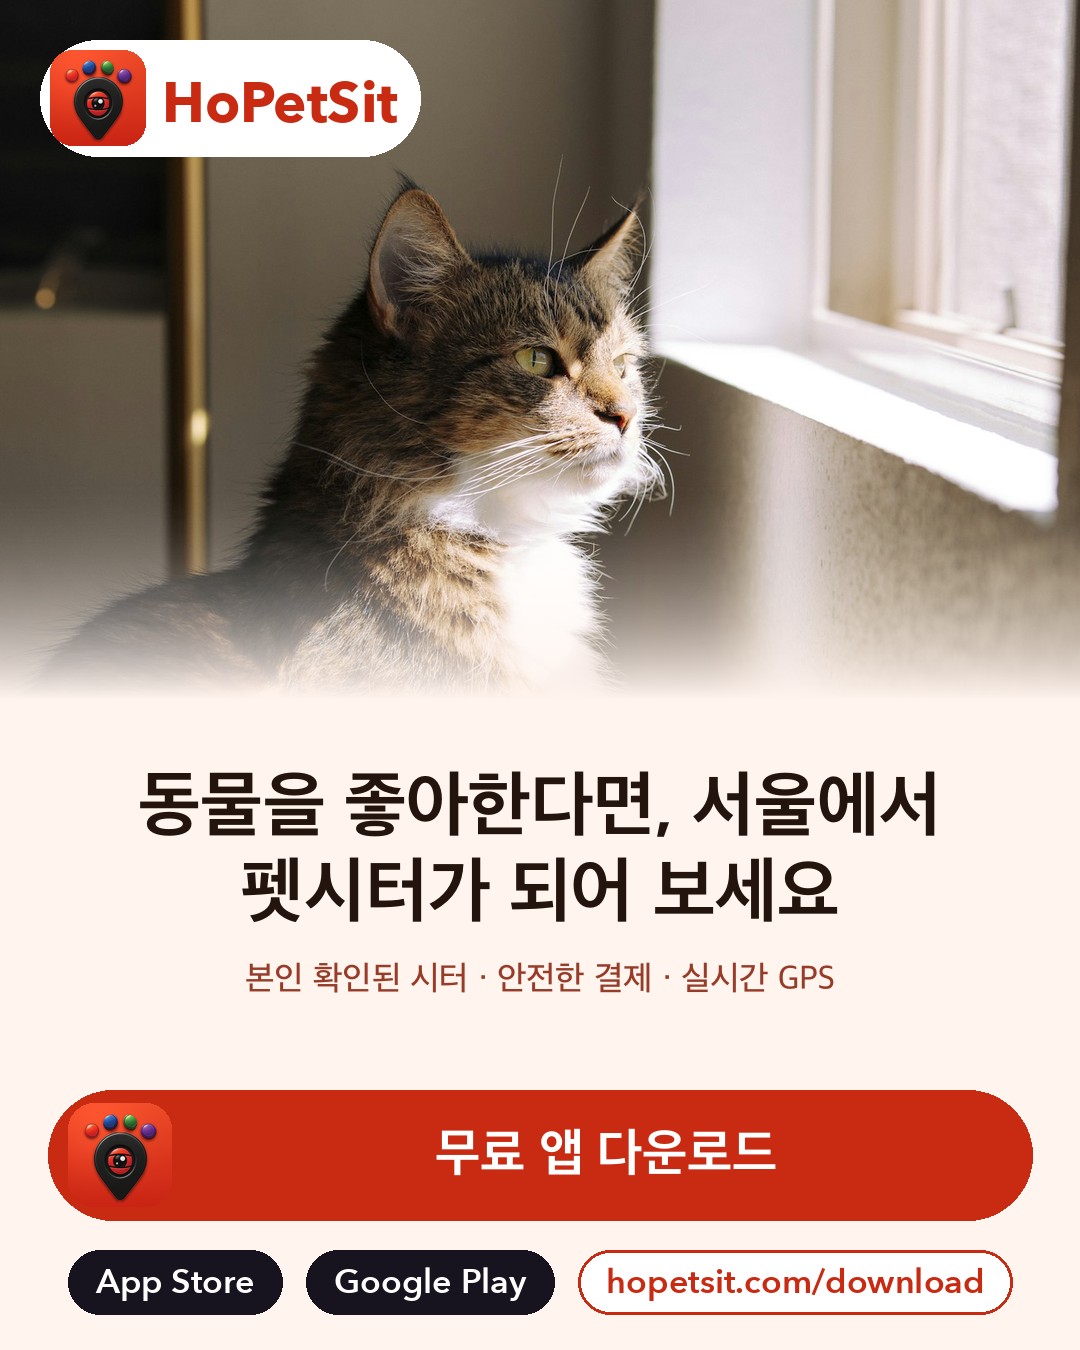 HoPetSit
동물을 좋아한다면, 서울에서
펫시터가 되어 보세요
본인 확인된 시터 · 안전한 결제 · 실시간 GPS
무료 앱 다운로드
App Store
Google Play
hopetsit.com/download